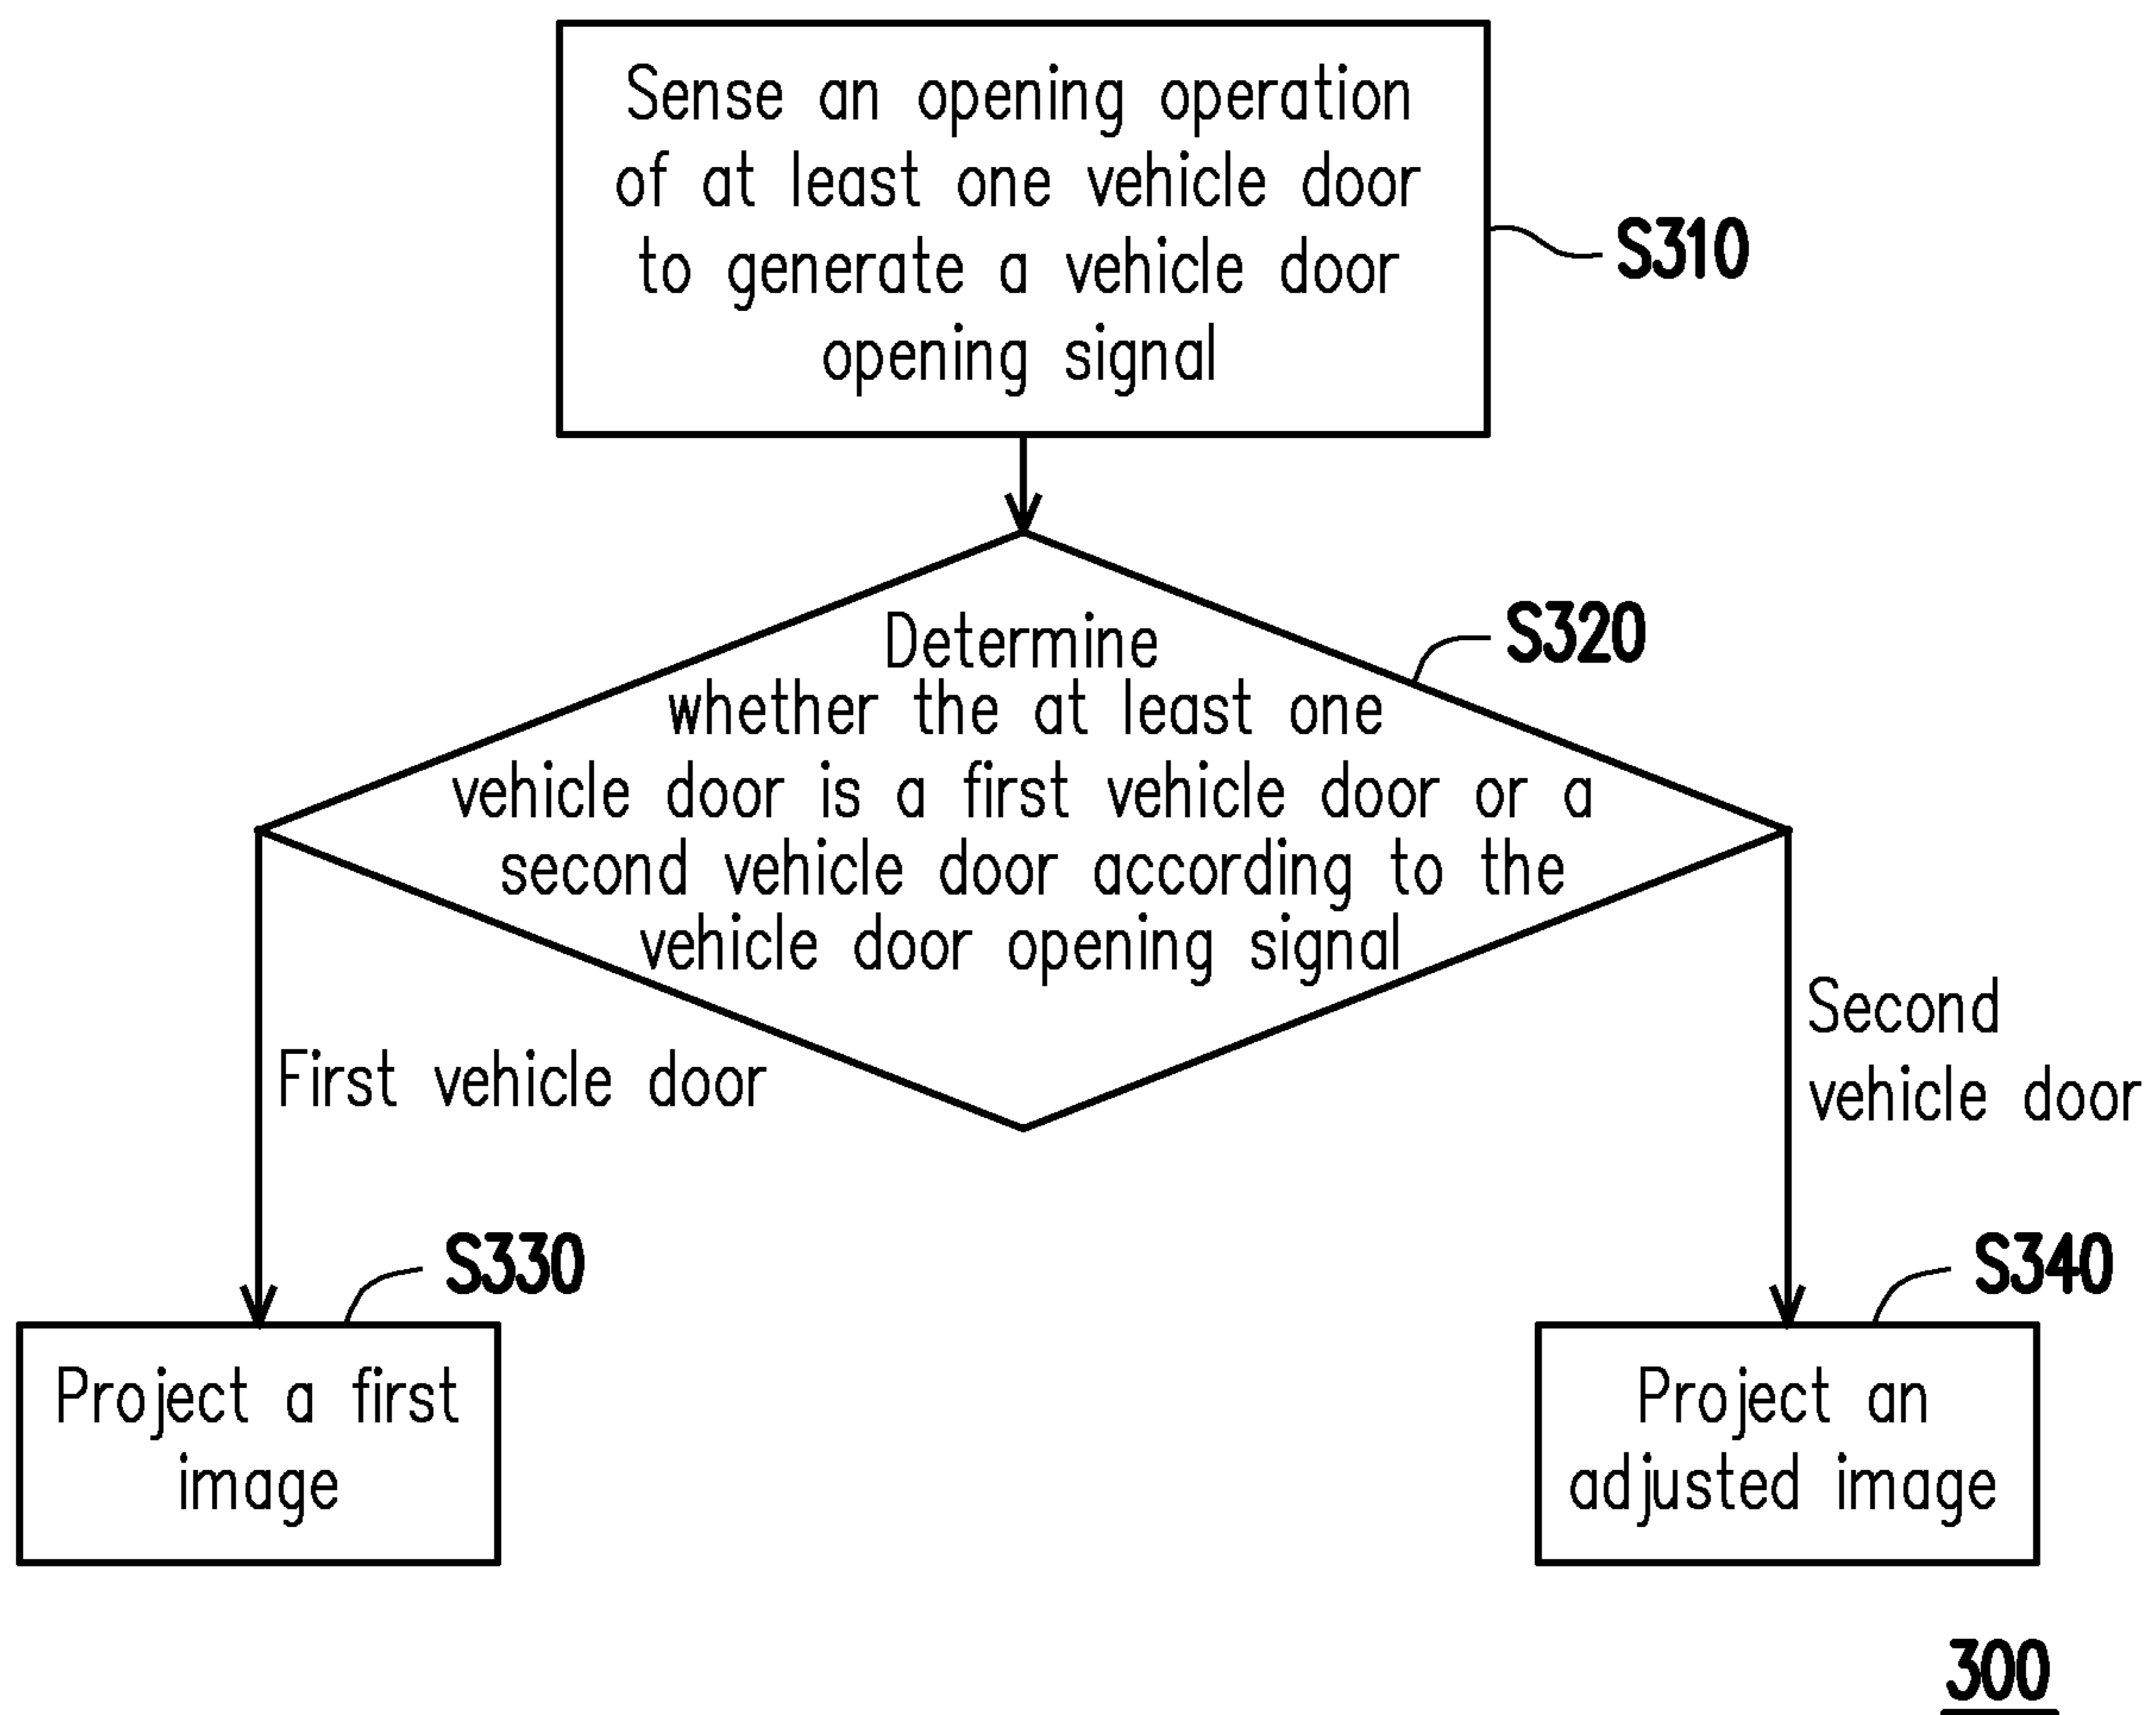 Sense an opening operation
of at least one vehicle door
to generate a vehicle door
opening signal
S310
Determine
whether the at least one
vehicle door is a first vehicle door or a
second vehicle door according to the
vehicle door opening signal
S320
First vehicle door
Second
vehicle door
S330
Project a first
image
S340
Project an
adjusted image
300